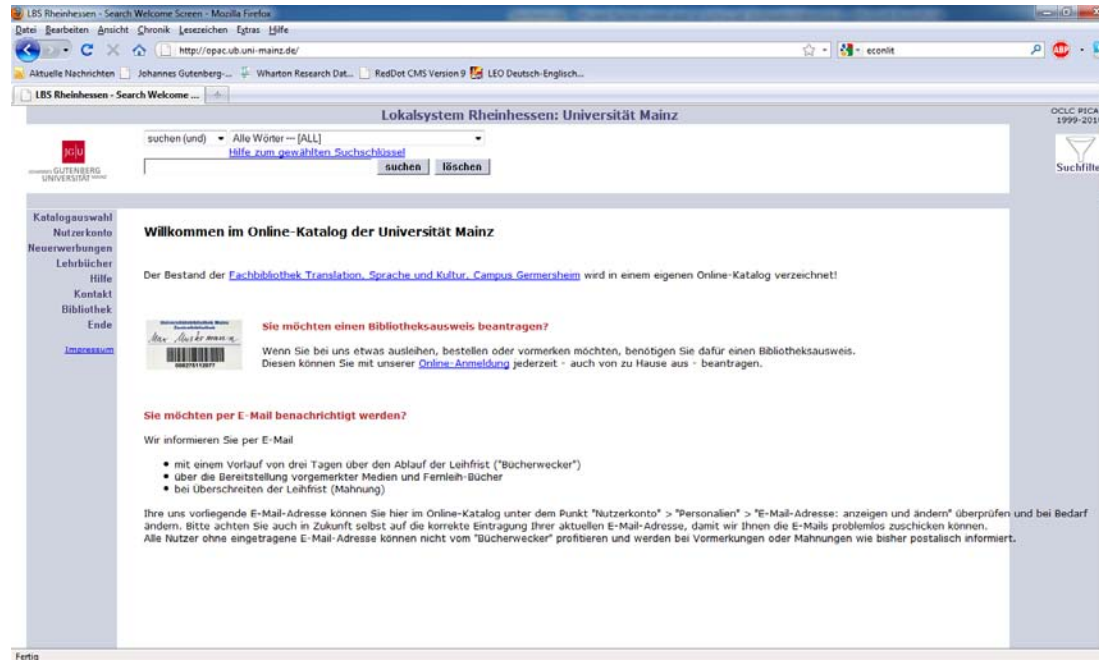 LBS Rheinhessen - Search Welcome Screen - Mozilla Firefox
Datei Bearbeiten Ansicht Chronik Lesezeichen Extras Hilfe
http://opac.ub.uni-mainz.de/
econlit
ABP
Aktuelle Nachrichten Johannes Gutenberg-... Wharton Research Dat... RedDot CMS Version 9 LEO Deutsch-Englisch...
LBS Rheinhessen - Search Welcome ...
Lokalsystem Rheinhessen: Universität Mainz
OCLC PICA
1999-201
suchen (und) Alle Wörter --- [ALL]
Hilfe zum gewählten Suchschlüssel
suchen löschen
JG|U
GUTENBERG
UNIVERSITÄT
Suchfilte
Katalogauswahl
Nutzerkonto
Neuerwerbungen
Lehrbücher
Hilfe
Kontakt
Bibliothek
Ende
Impressum
Willkommen im Online-Katalog der Universität Mainz
Der Bestand der Fachbibliothek Translation, Sprache und Kultur, Campus Germersheim wird in einem eigenen Online-Katalog verzeichnet!
Universitätsbibliothek Mainz
Max Mustermann
Sie möchten einen Bibliotheksausweis beantragen?
Wenn Sie bei uns etwas ausleihen, bestellen oder vormerken möchten, benötigen Sie dafür einen Bibliotheksausweis.
Diesen können Sie mit unserer Online-Anmeldung jederzeit - auch von zu Hause aus - beantragen.
Sie möchten per E-Mail benachrichtigt werden?
Wir informieren Sie per E-Mail
• mit einem Vorlauf von drei Tagen über den Ablauf der Leihfrist ("Bücherwecker")
• über die Bereitstellung vorgemerkter Medien und Fernleih-Bücher
• bei Überschreiten der Leihfrist (Mahnung)
Ihre uns vorliegende E-Mail-Adresse können Sie hier im Online-Katalog unter dem Punkt "Nutzerkonto" > "Personalien" > "E-Mail-Adresse: anzeigen und ändern" überprüfen und bei Bedarf
ändern. Bitte achten Sie auch in Zukunft selbst auf die korrekte Eintragung Ihrer aktuellen E-Mail-Adresse, damit wir Ihnen die E-Mails problemlos zuschicken können.
Alle Nutzer ohne eingetragene E-Mail-Adresse können nicht vom "Bücherwecker" profitieren und werden bei Vormerkungen oder Mahnungen wie bisher postalisch informiert.
Fertig